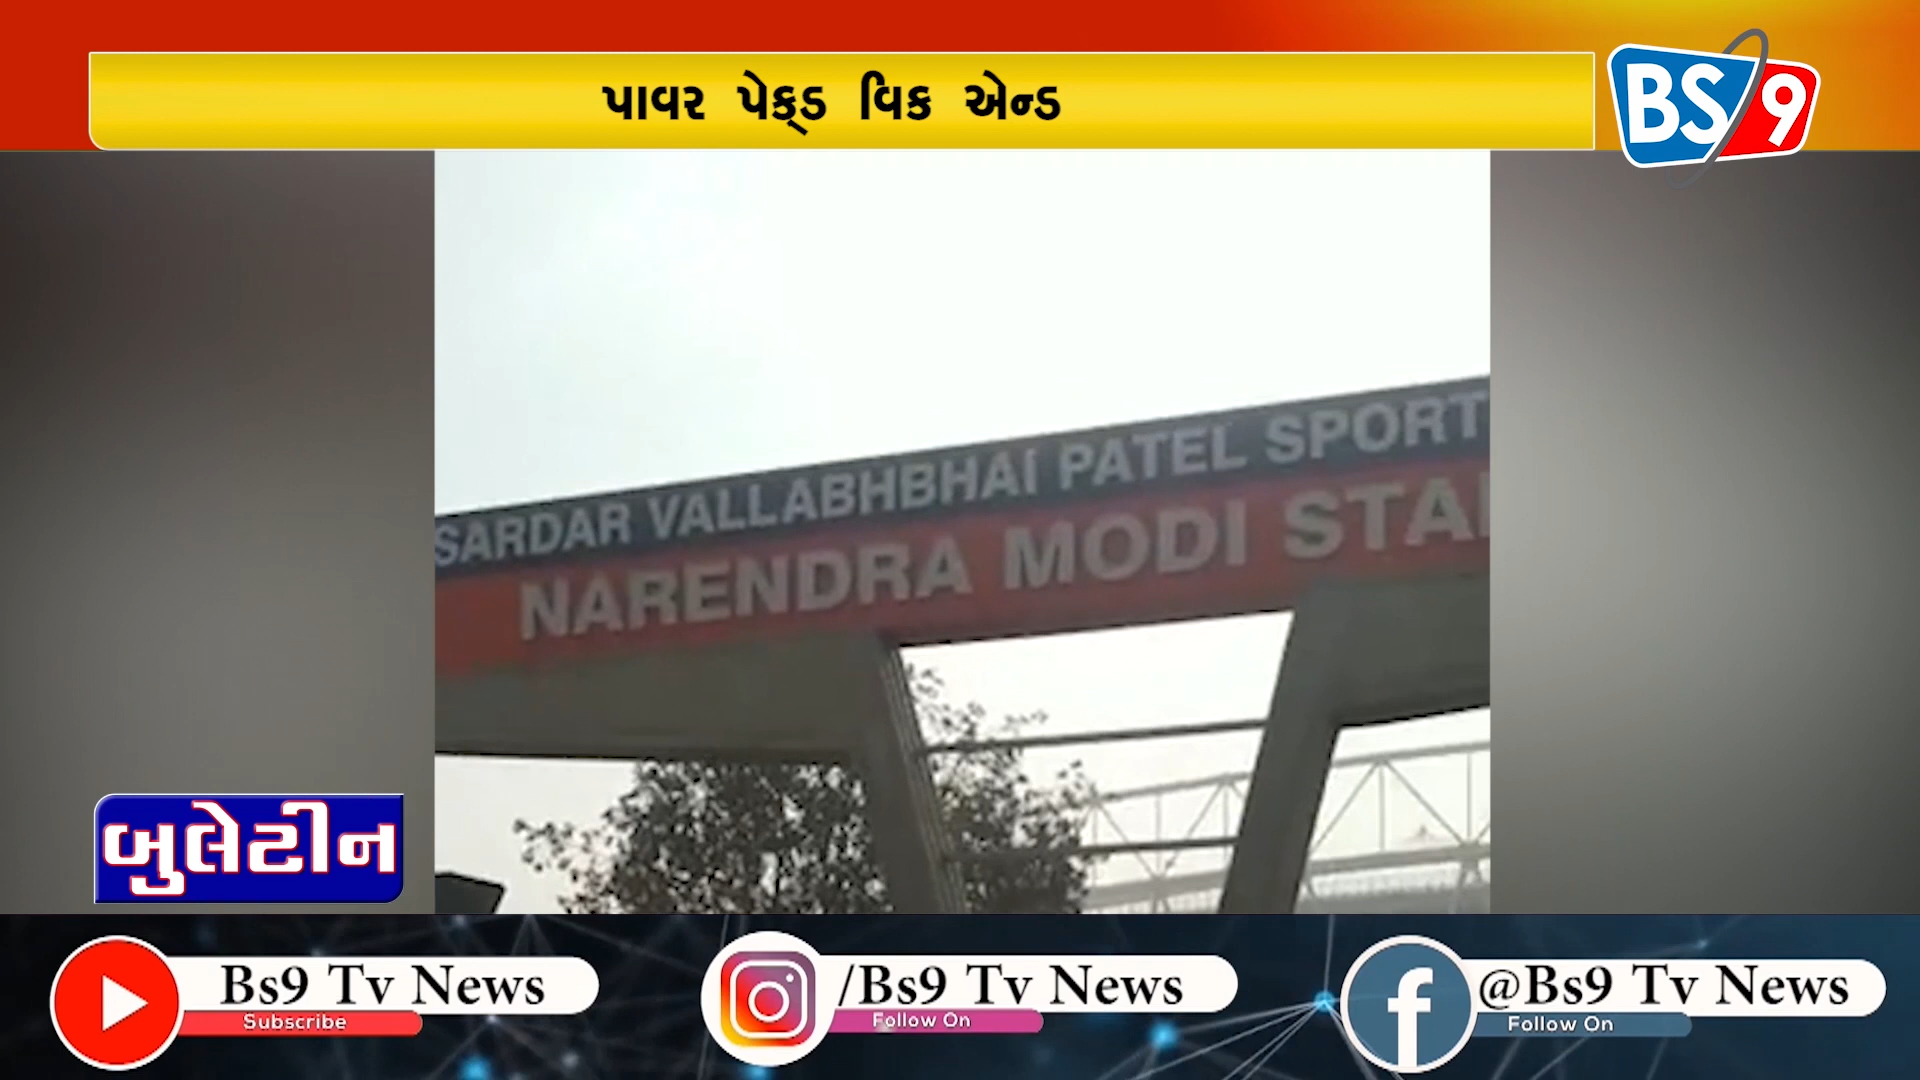 પાવર પેક્ડ વિક એન્ડ
BS9
SARDAR VALLABHBHAI PATEL SPORT
NARENDRA MODI STA
બુલેટીન
Bs9 Tv News
Subscribe
/Bs9 Tv News
Follow On
@Bs9 Tv News
Follow On